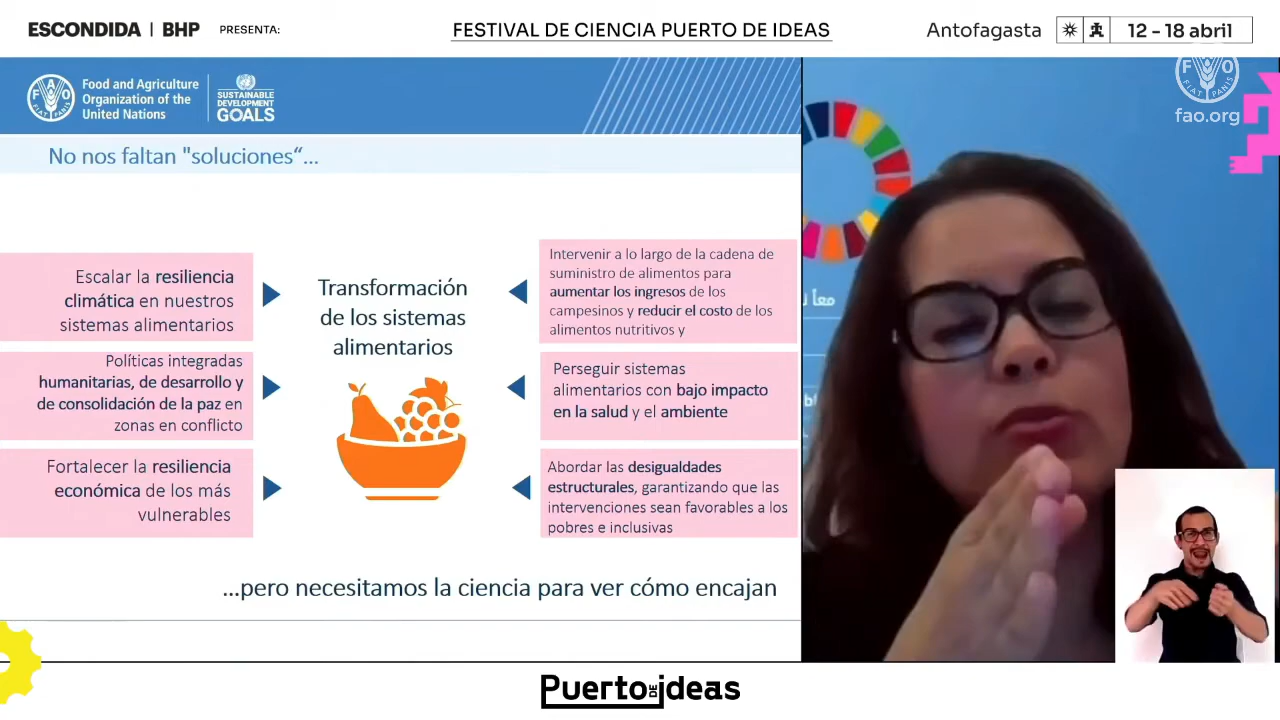 ESCONDIDA | BHP PRESENTA:
FESTIVAL DE CIENCIA PUERTO DE IDEAS
Antofagasta
12 - 18 abril
Food and Agriculture
Organization of the
United Nations
SUSTAINABLE
DEVELOPMENT
GOALS
FAO
FIAT PANIS
fao.org
No nos faltan "soluciones“...
Escalar la resiliencia
climática en nuestros
sistemas alimentarios
Políticas integradas
humanitarias, de desarrollo y
de consolidación de la paz en
zonas en conflicto
Fortalecer la resiliencia
económica de los más
vulnerables
Transformación
de los sistemas
alimentarios
Intervenir a lo largo de la cadena de
suministro de alimentos para
aumentar los ingresos de los
campesinos y reducir el costo de los
alimentos nutritivos y
Perseguir sistemas
alimentarios con bajo impacto
en la salud y el ambiente
Abordar las desigualdades
estructurales, garantizando que las
intervenciones sean favorables a los
pobres e inclusivas
...pero necesitamos la ciencia para ver cómo encajan
Puerto DE ideas